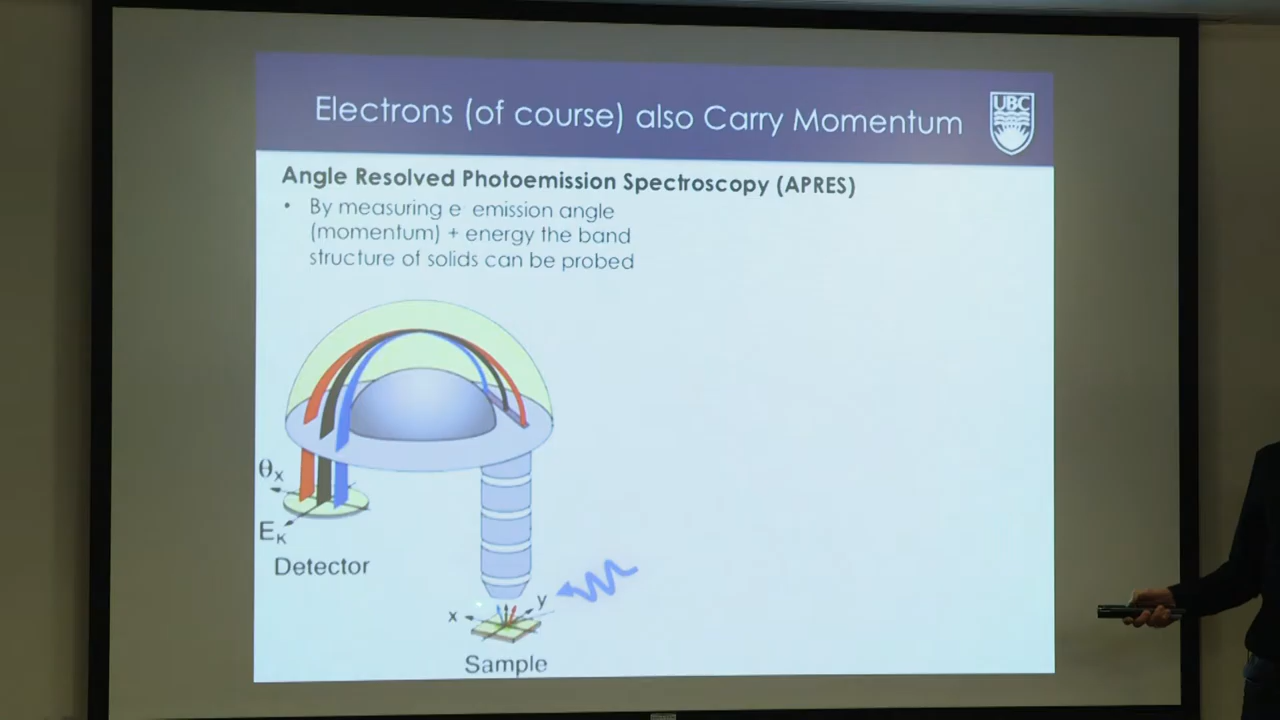 Electrons (of course) also Carry Momentum
UBC
Angle Resolved Photoemission Spectroscopy (APRES)
• By measuring e⁻ emission angle
(momentum) + energy the band
structure of solids can be probed
θx
EK
Detector
x
y
Sample